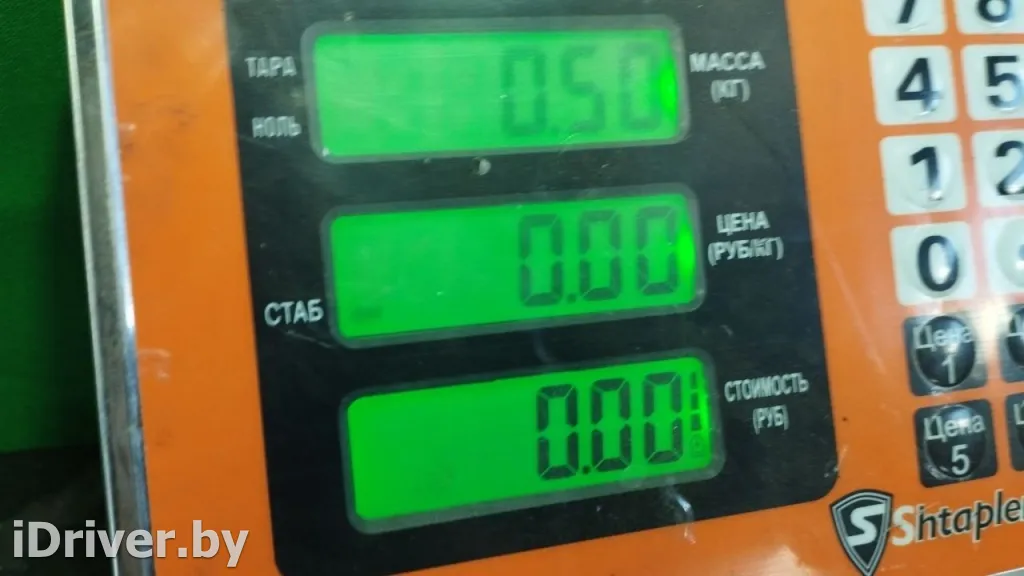 ТАРА
НОЛЬ
0.50
МАССА
(КГ)
СТАБ
0.00
ЦЕНА
(РУБ/КГ)
0.00
СТОИМОСТЬ
(РУБ)
7 8
4 5
1 2
0
Цена
1
Цена
5
S Shtapler
iDriver.by